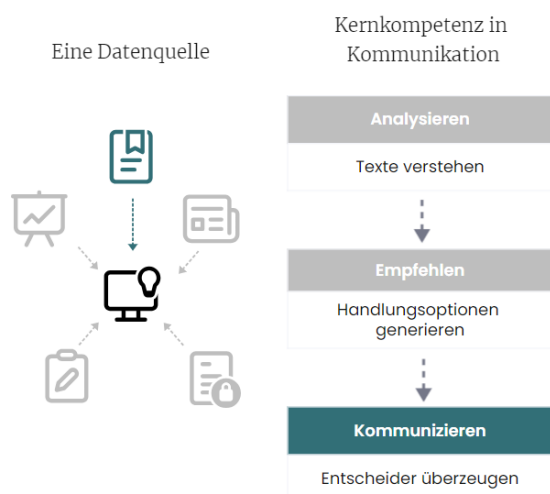 Eine Datenquelle
Kernkompetenz in
Kommunikation
Analysieren
Texte verstehen
Empfehlen
Handlungsoptionen
generieren
Kommunizieren
Entscheider überzeugen